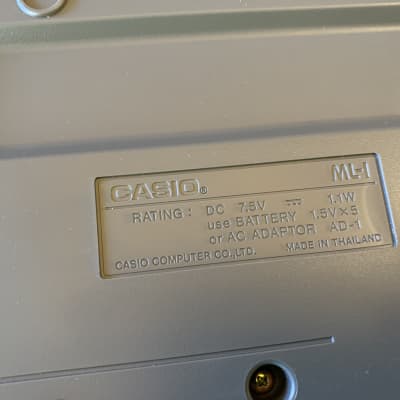 CASIO® ML-1
RATING: DC 7.5V ⎓ 1.1W
use BATTERY 1.5V×5
or AC ADAPTOR AD-1
CASIO COMPUTER CO.,LTD. MADE IN THAILAND